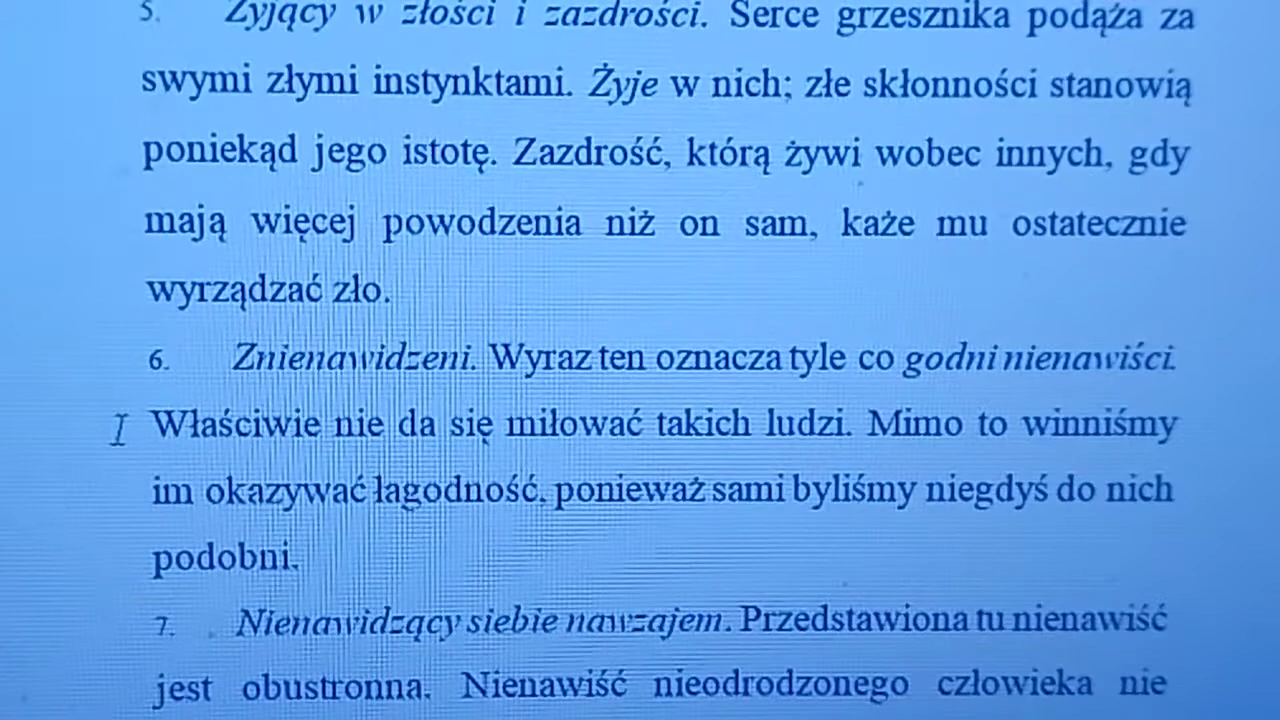 5. Żyjący w złości i zazdrości. Serce grzesznika podąża za
swymi złymi instynktami. Żyje w nich; złe skłonności stanowią
poniekąd jego istotę. Zazdrość, którą żywi wobec innych, gdy
mają więcej powodzenia niż on sam, każe mu ostatecznie
wyrządzać zło.
6. Znienawidzeni. Wyraz ten oznacza tyle co godni nienawiści.
Właściwie nie da się miłować takich ludzi. Mimo to winniśmy
im okazywać łagodność, ponieważ sami byliśmy niegdyś do nich
podobni.
7. Nienawidzący siebie nawzajem. Przedstawiona tu nienawiść
jest obustronna. Nienawiść nieodrodzonego człowieka nie